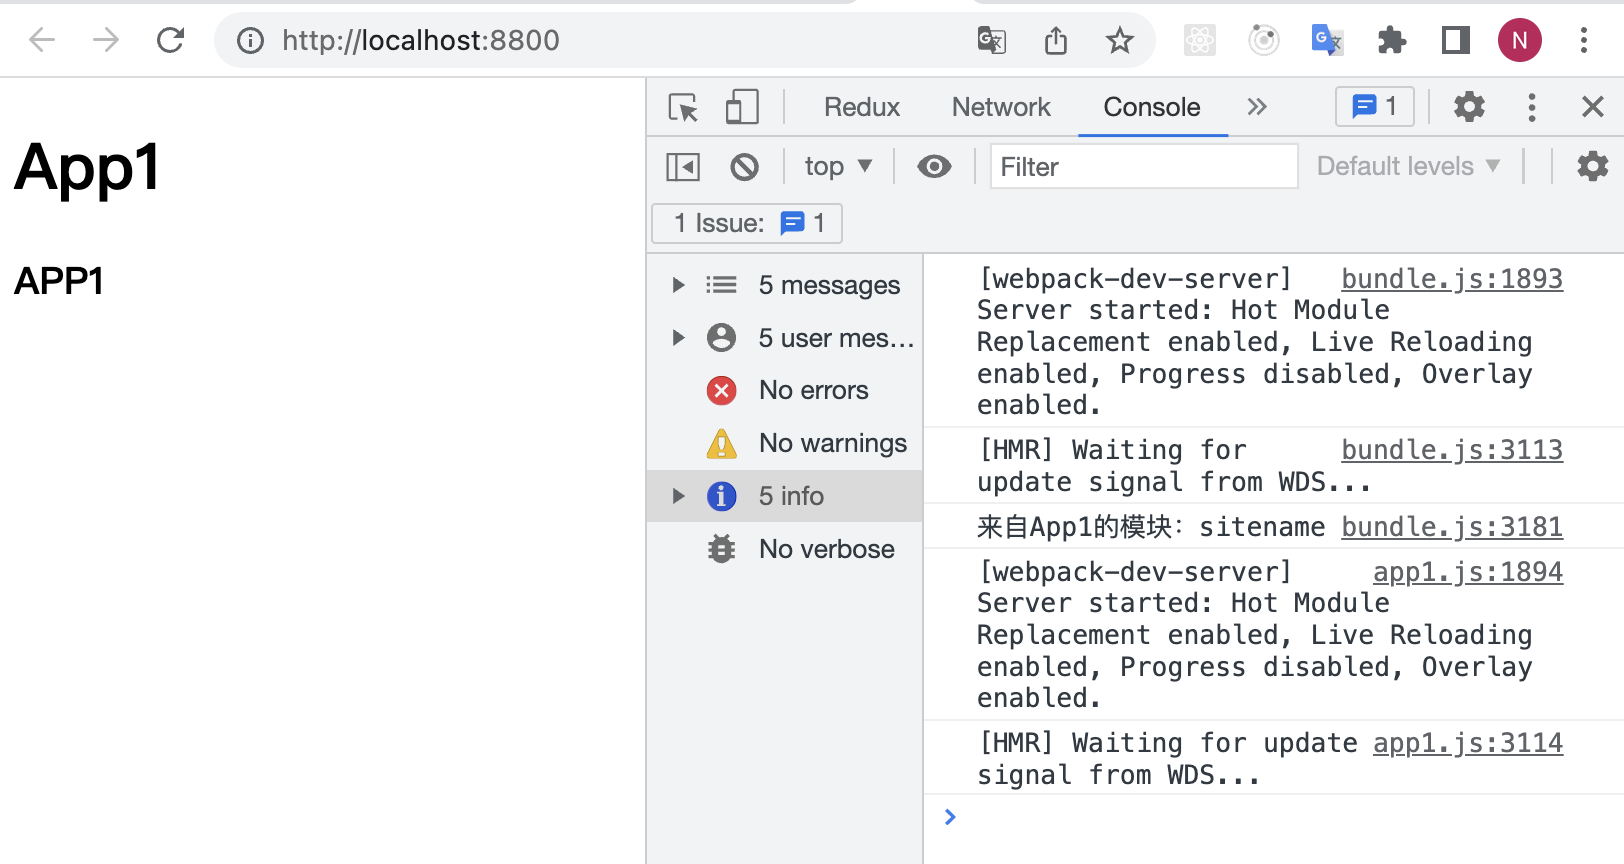 http://localhost:8800
N
App1
APP1
Redux Network Console 1
top Filter Default levels
1 Issue: 1
5 messages
5 user mes...
No errors
No warnings
5 info
No verbose
[webpack-dev-server] bundle.js:1893
Server started: Hot Module
Replacement enabled, Live Reloading
enabled, Progress disabled, Overlay
enabled.
[HMR] Waiting for bundle.js:3113
update signal from WDS...
来自App1的模块: sitename bundle.js:3181
[webpack-dev-server] app1.js:1894
Server started: Hot Module
Replacement enabled, Live Reloading
enabled, Progress disabled, Overlay
enabled.
[HMR] Waiting for update app1.js:3114
signal from WDS...